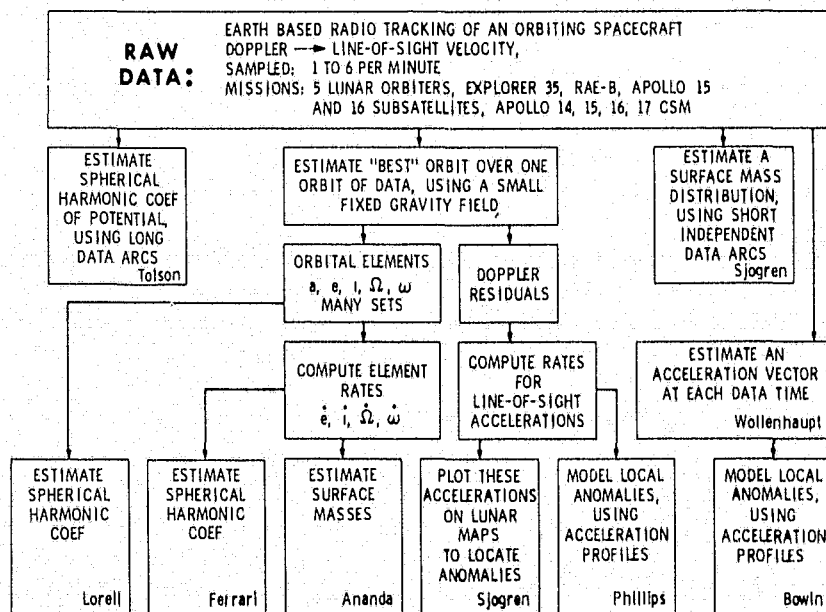 RAW DATA:
EARTH BASED RADIO TRACKING OF AN ORBITING SPACECRAFT
DOPPLER → LINE-OF-SIGHT VELOCITY,
SAMPLED: 1 TO 6 PER MINUTE
MISSIONS: 5 LUNAR ORBITERS, EXPLORER 35, RAE-B, APOLLO 15
AND 16 SUBSATELLITES, APOLLO 14, 15, 16, 17 CSM
ESTIMATE
SPHERICAL
HARMONIC COEF
OF POTENTIAL,
USING LONG
DATA ARCS
Tolson
ESTIMATE "BEST" ORBIT OVER ONE
ORBIT OF DATA, USING A SMALL
FIXED GRAVITY FIELD,
ESTIMATE A
SURFACE MASS
DISTRIBUTION,
USING SHORT
INDEPENDENT
DATA ARCS
Sjogren
ORBITAL ELEMENTS
a, e, i, Ω, ω
MANY SETS
DOPPLER
RESIDUALS
COMPUTE ELEMENT
RATES
ė, i̇, Ω̇, ω̇
COMPUTE RATES
FOR
LINE-OF-SIGHT
ACCELERATIONS
ESTIMATE AN
ACCELERATION VECTOR
AT EACH DATA TIME
Wollenhaupt
ESTIMATE
SPHERICAL
HARMONIC
COEF
Lorell
ESTIMATE
SPHERICAL
HARMONIC
COEF
Ferrari
ESTIMATE
SURFACE
MASSES
Ananda
PLOT THESE
ACCELERATIONS
ON LUNAR
MAPS
TO LOCATE
ANOMALIES
Sjogren
MODEL LOCAL
ANOMALIES,
USING
ACCELERATION
PROFILES
Phillips
MODEL LOCAL
ANOMALIES,
USING
ACCELERATION
PROFILES
Bowin